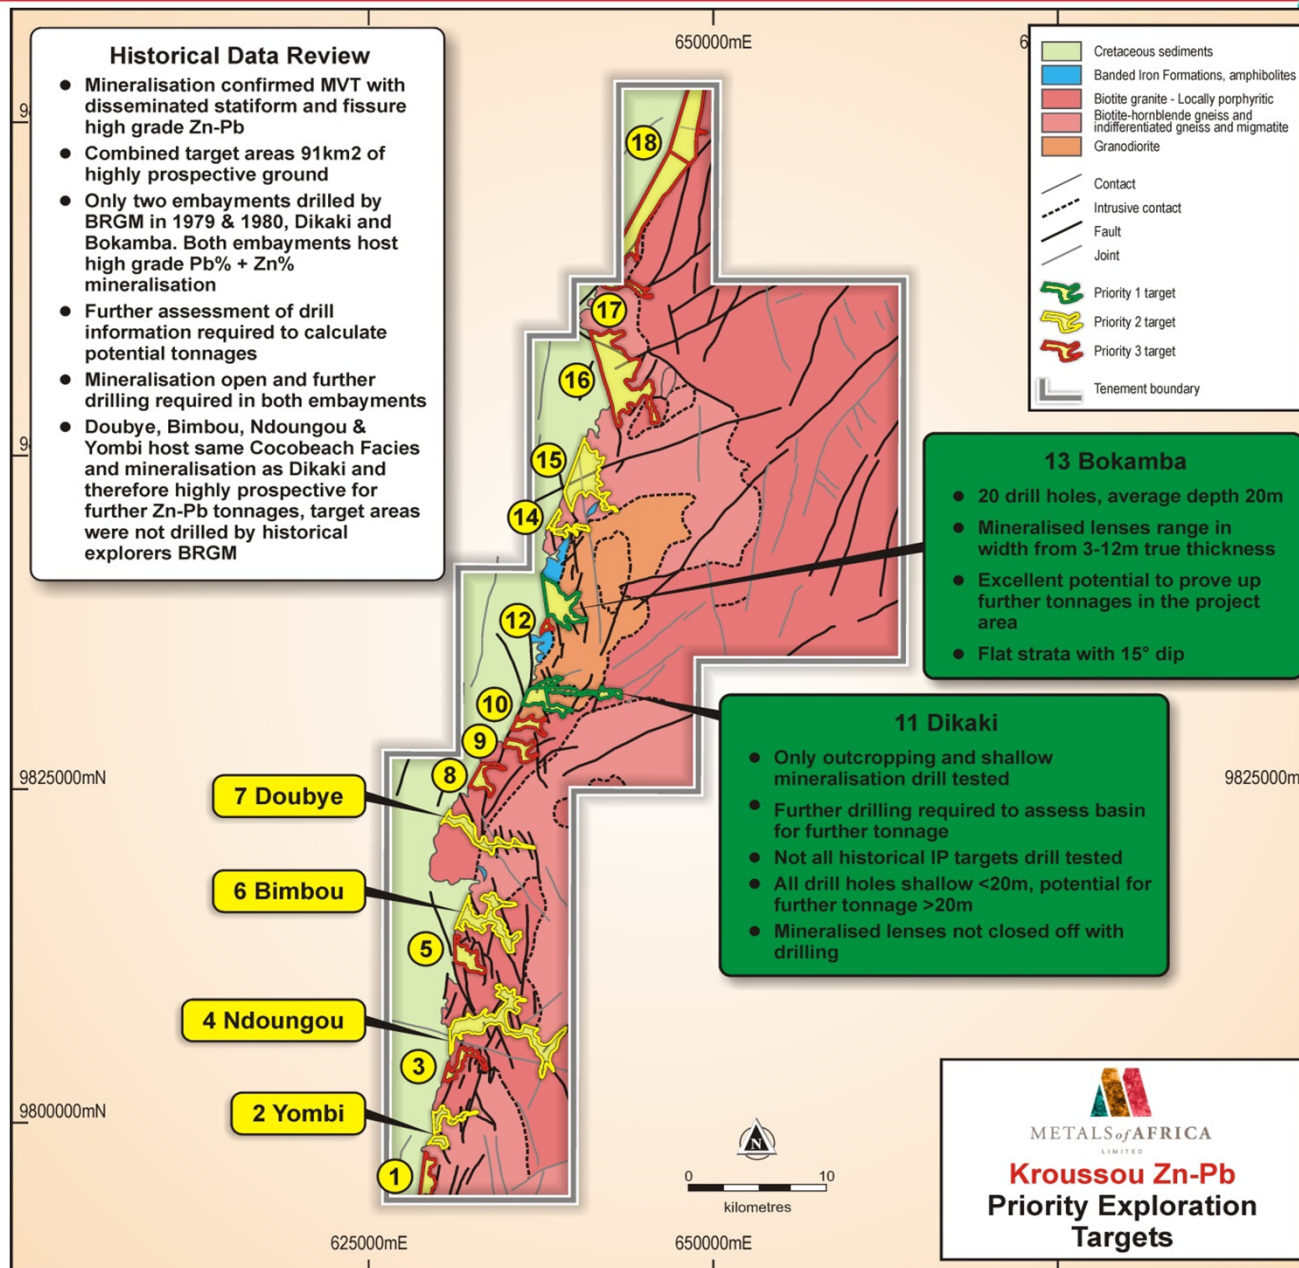 650000mE
Historical Data Review
● Mineralisation confirmed MVT with
disseminated statiform and fissure
high grade Zn-Pb
● Combined target areas 91km2 of
highly prospective ground
● Only two embayments drilled by
BRGM in 1979 & 1980, Dikaki and
Bokamba. Both embayments host
high grade Pb% + Zn%
mineralisation
● Further assessment of drill
information required to calculate
potential tonnages
● Mineralisation open and further
drilling required in both embayments
● Doubye, Bimbou, Ndoungou &
Yombi host same Cocobeach Facies
and mineralisation as Dikaki and
therefore highly prospective for
further Zn-Pb tonnages, target areas
were not drilled by historical
explorers BRGM
Cretaceous sediments
Banded Iron Formations, amphibolites
Biotite granite - Locally porphyritic
Biotite-hornblende gneiss and
indifferentiated gneiss and migmatite
Granodiorite
Contact
Intrusive contact
Fault
Joint
Priority 1 target
Priority 2 target
Priority 3 target
Tenement boundary
18
17
16
15
14
12
10
9
8
7 Doubye
6 Bimbou
5
4 Ndoungou
3
2 Yombi
1
13 Bokamba
● 20 drill holes, average depth 20m
● Mineralised lenses range in
width from 3-12m true thickness
● Excellent potential to prove up
further tonnages in the project
area
● Flat strata with 15° dip
11 Dikaki
● Only outcropping and shallow
mineralisation drill tested
● Further drilling required to assess basin
for further tonnage
● Not all historical IP targets drill tested
● All drill holes shallow <20m, potential for
further tonnage >20m
● Mineralised lenses not closed off with
drilling
9825000mN
9825000m
9800000mN
N
0 10
kilometres
625000mE
650000mE
METALS of AFRICA
LIMITED
Kroussou Zn-Pb
Priority Exploration
Targets